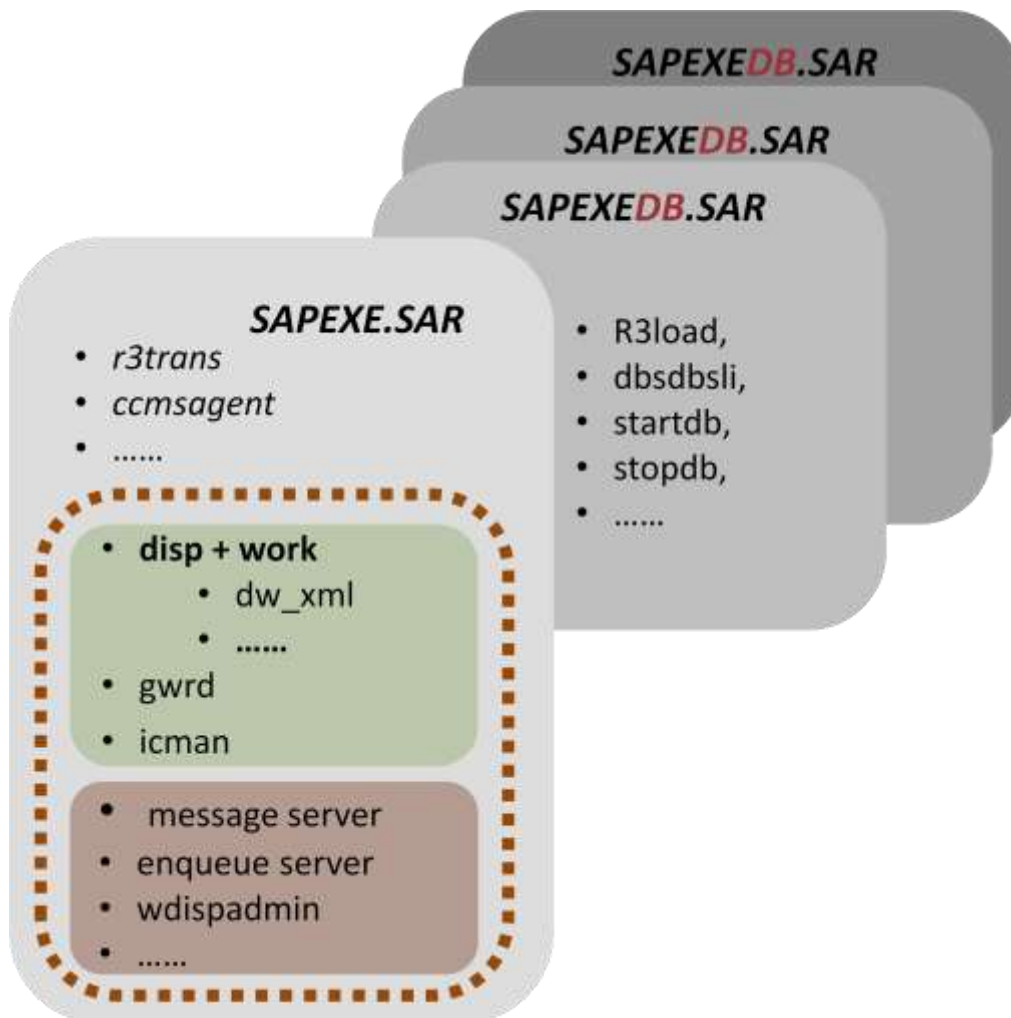 SAPEXEDB.SAR
SAPEXEDB.SAR
SAPEXEDB.SAR
• R3load,
• dbsdbsli,
• startdb,
• stopdb,
• ......
SAPEXE.SAR
• r3trans
• ccmsagent
• ......
• disp + work
• dw_xml
• ......
• gwrd
• icman
• message server
• enqueue server
• wdispadmin
• ......